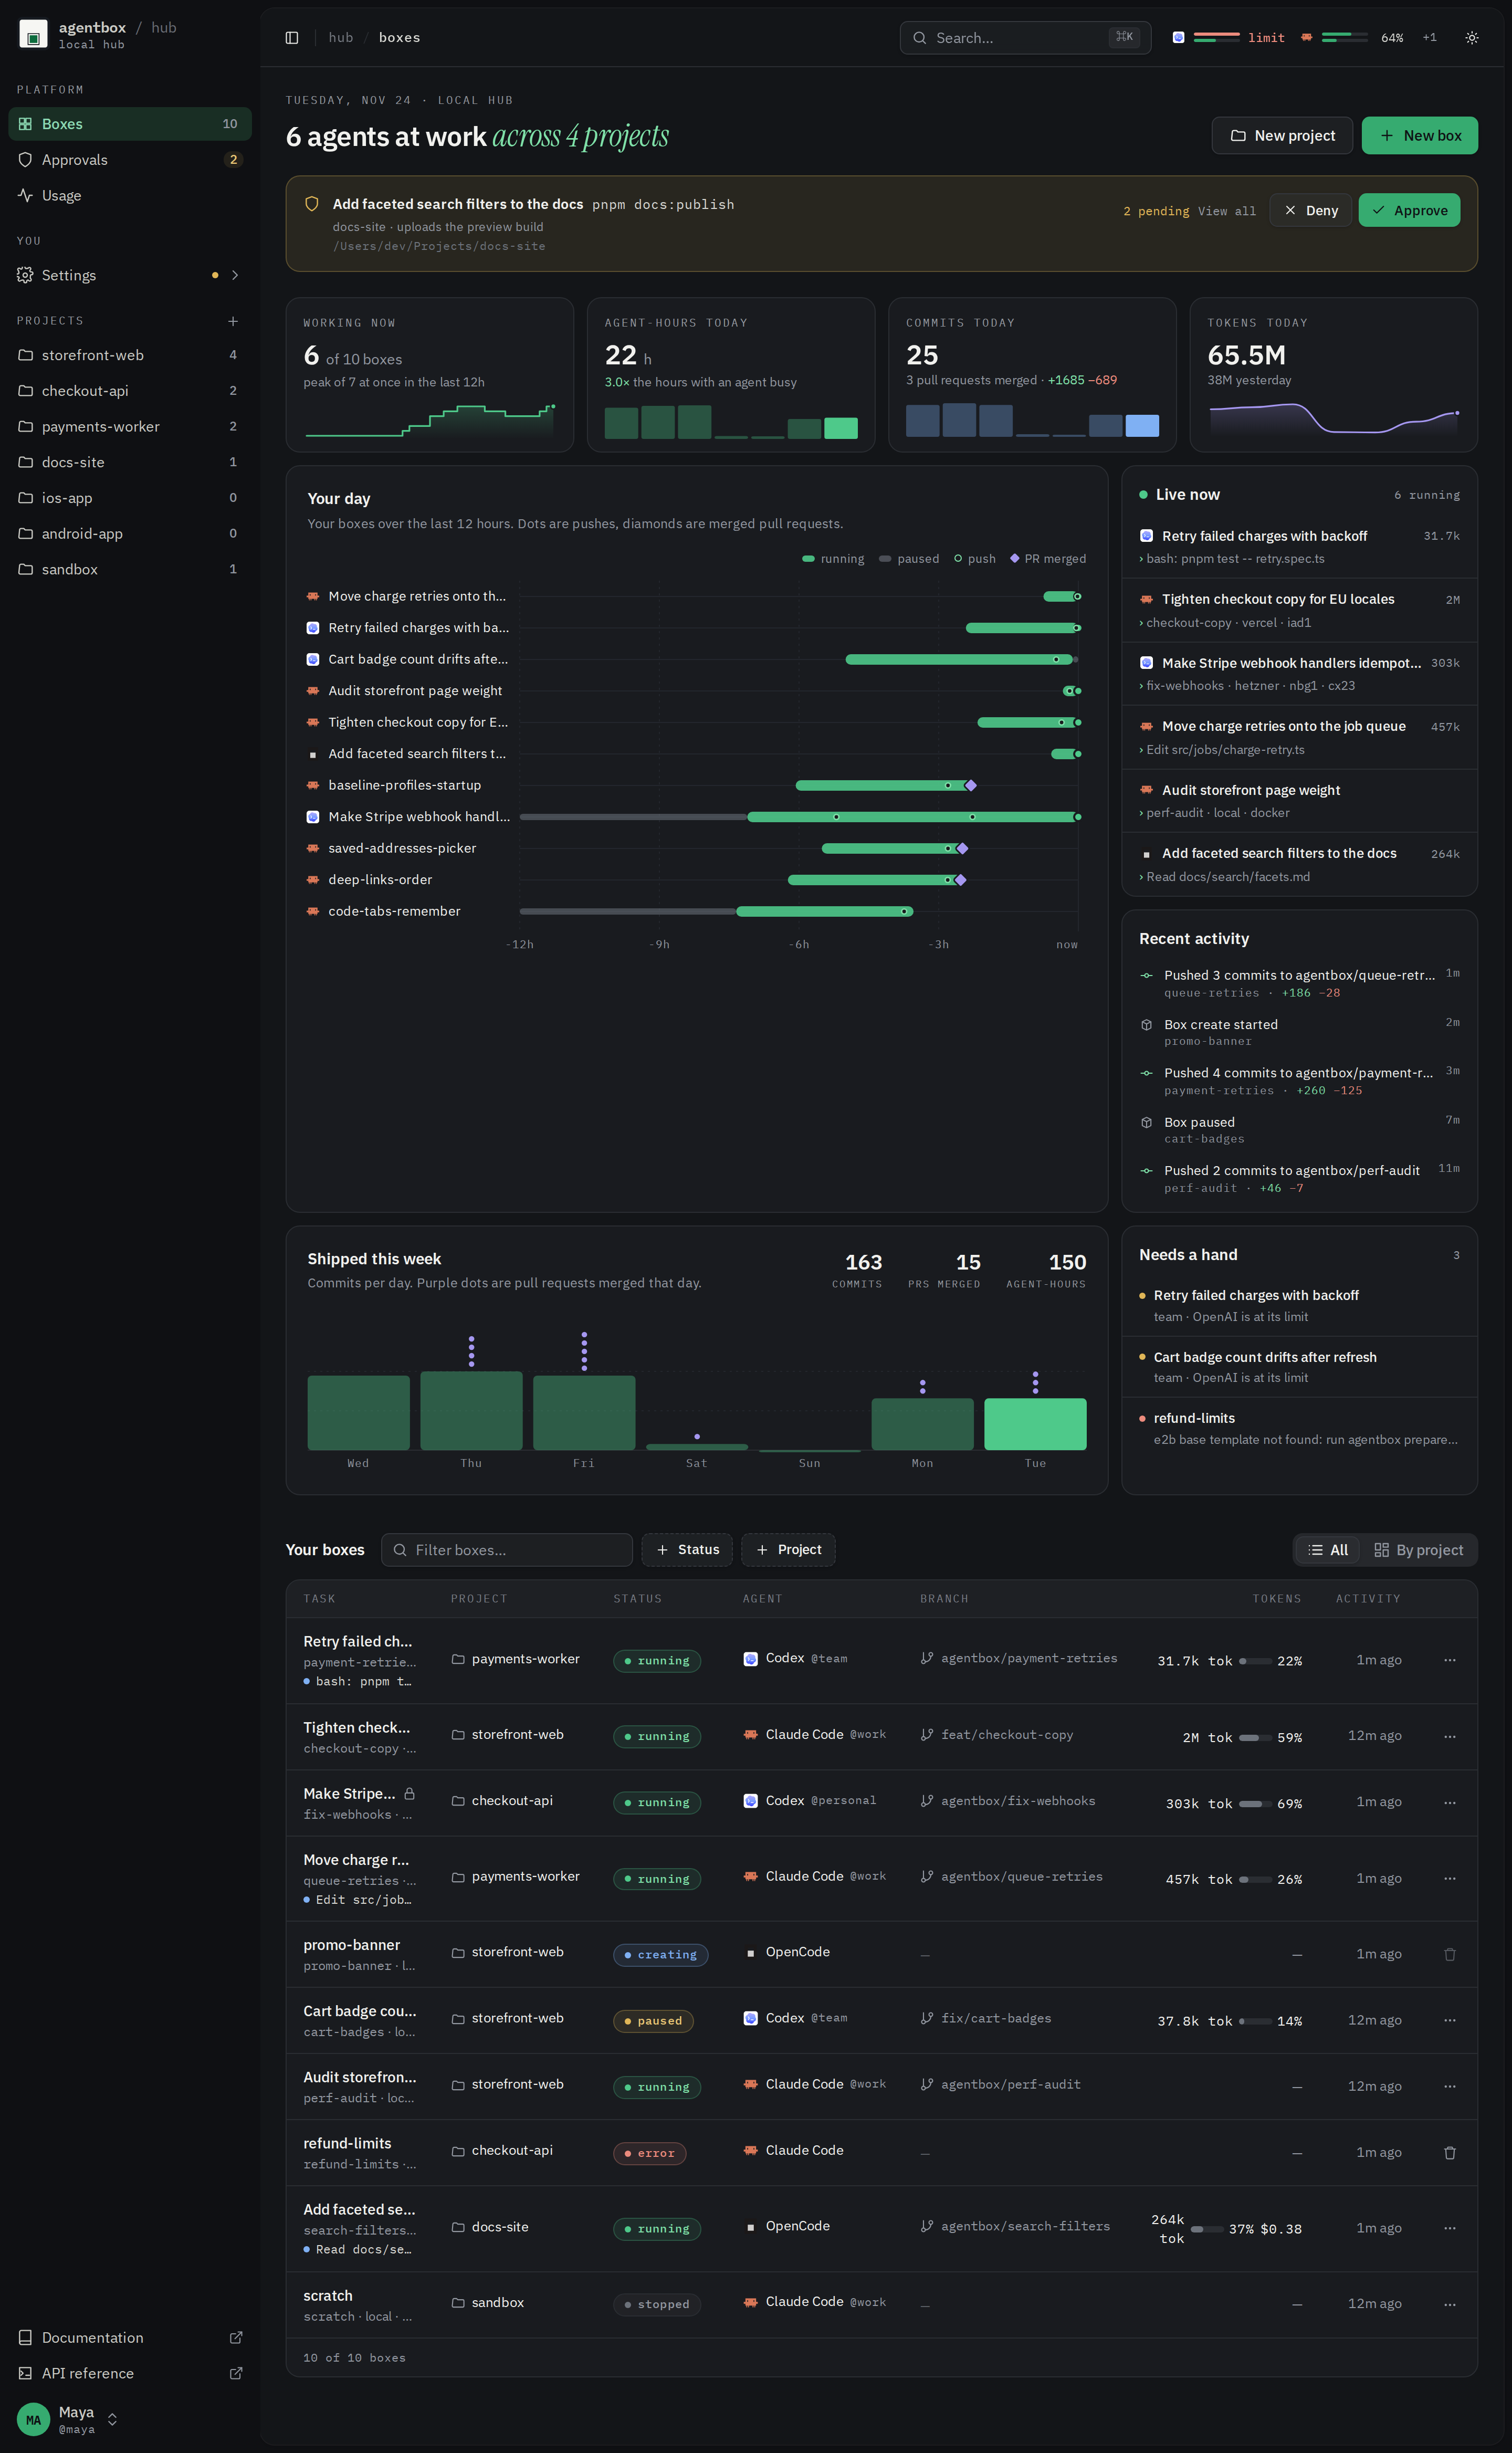 agentbox / hub
local hub
PLATFORM
Boxes 10
Approvals 2
Usage
YOU
Settings
PROJECTS
storefront-web 4
checkout-api 2
payments-worker 2
docs-site 1
ios-app 0
android-app 0
sandbox 1
Documentation
API reference
MA
Maya
@maya
hub / boxes
Search... ⌘K
limit 64% +1
TUESDAY, NOV 24 · LOCAL HUB
6 agents at work across 4 projects
New project
New box
Add faceted search filters to the docs pnpm docs:publish
docs-site · uploads the preview build
/Users/dev/Projects/docs-site
2 pending View all
Deny
Approve
WORKING NOW
6 of 10 boxes
peak of 7 at once in the last 12h
AGENT-HOURS TODAY
22 h
3.0× the hours with an agent busy
COMMITS TODAY
25
3 pull requests merged · +1685 −689
TOKENS TODAY
65.5M
38M yesterday
Your day
Your boxes over the last 12 hours. Dots are pushes, diamonds are merged pull requests.
running paused push PR merged
Move charge retries onto th...
Retry failed charges with ba...
Cart badge count drifts afte...
Audit storefront page weight
Tighten checkout copy for E...
Add faceted search filters t...
baseline-profiles-startup
Make Stripe webhook handl...
saved-addresses-picker
deep-links-order
code-tabs-remember
-12h -9h -6h -3h now
Live now 6 running
Retry failed charges with backoff 31.7k
› bash: pnpm test -- retry.spec.ts
Tighten checkout copy for EU locales 2M
› checkout-copy · vercel · iad1
Make Stripe webhook handlers idempot... 303k
› fix-webhooks · hetzner · nbg1 · cx23
Move charge retries onto the job queue 457k
› Edit src/jobs/charge-retry.ts
Audit storefront page weight
› perf-audit · local · docker
Add faceted search filters to the docs 264k
› Read docs/search/facets.md
Recent activity
Pushed 3 commits to agentbox/queue-retr... 1m
queue-retries · +186 −28
Box create started 2m
promo-banner
Pushed 4 commits to agentbox/payment-r... 3m
payment-retries · +260 −125
Box paused 7m
cart-badges
Pushed 2 commits to agentbox/perf-audit 11m
perf-audit · +46 −7
Shipped this week
Commits per day. Purple dots are pull requests merged that day.
163 15 150
COMMITS PRS MERGED AGENT-HOURS
Wed Thu Fri Sat Sun Mon Tue
Needs a hand 3
Retry failed charges with backoff
team · OpenAI is at its limit
Cart badge count drifts after refresh
team · OpenAI is at its limit
refund-limits
e2b base template not found: run agentbox prepare...
Your boxes
Filter boxes...
Status
Project
All
By project
TASK PROJECT STATUS AGENT BRANCH TOKENS ACTIVITY
Retry failed ch...
payment-retrie...
bash: pnpm t...
payments-worker running Codex @team agentbox/payment-retries 31.7k tok 22% 1m ago
Tighten check...
checkout-copy ·...
storefront-web running Claude Code @work feat/checkout-copy 2M tok 59% 12m ago
Make Stripe...
fix-webhooks · ...
checkout-api running Codex @personal agentbox/fix-webhooks 303k tok 69% 1m ago
Move charge r...
queue-retries ·...
Edit src/job...
payments-worker running Claude Code @work agentbox/queue-retries 457k tok 26% 1m ago
promo-banner
promo-banner · l...
storefront-web creating OpenCode — — 1m ago
Cart badge cou...
cart-badges · lo...
storefront-web paused Codex @team fix/cart-badges 37.8k tok 14% 12m ago
Audit storefron...
perf-audit · loc...
storefront-web running Claude Code @work agentbox/perf-audit — 12m ago
refund-limits
refund-limits ·...
checkout-api error Claude Code — — 1m ago
Add faceted se...
search-filters...
Read docs/se...
docs-site running OpenCode agentbox/search-filters 264k tok 37% $0.38 1m ago
scratch
scratch · local · ...
sandbox stopped Claude Code @work — — 12m ago
10 of 10 boxes